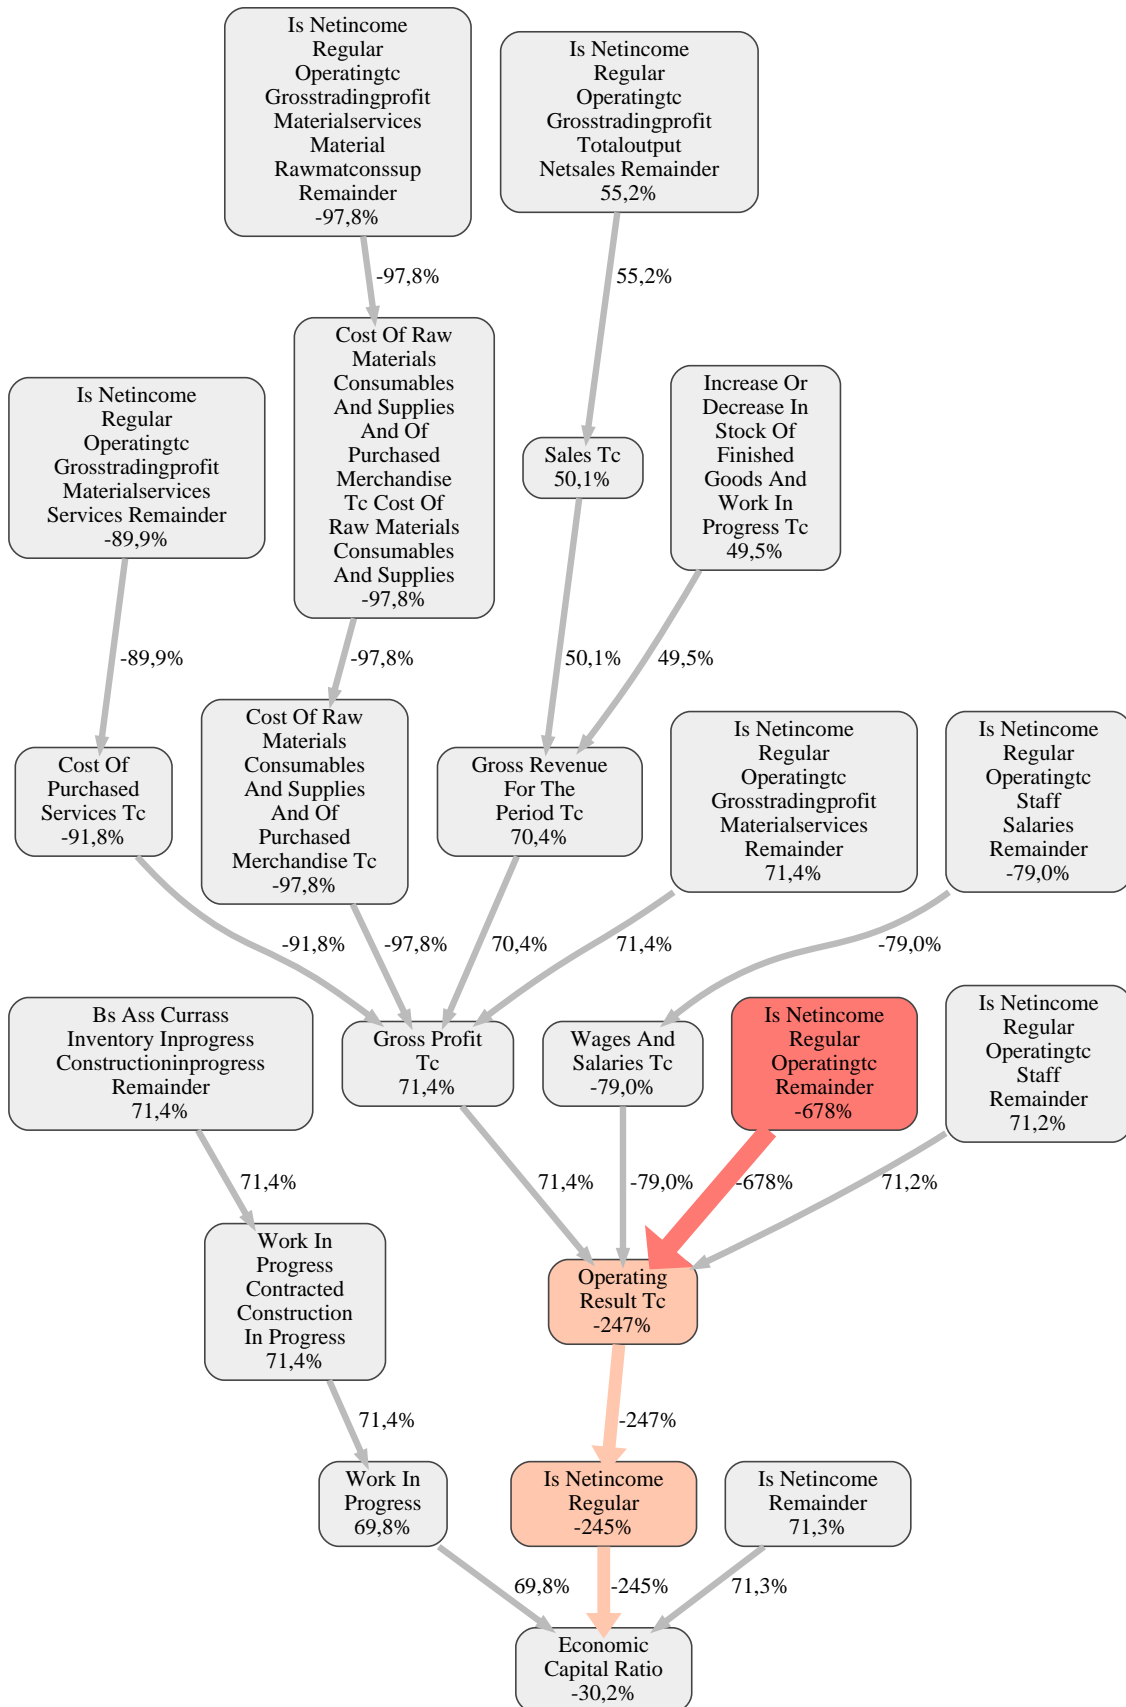 Is Netincome
Regular
Operatingtc
Grosstradingprofit
Materialservices
Material
Rawmatconssup
Remainder
-97,8%
Is Netincome
Regular
Operatingtc
Grosstradingprofit
Totaloutput
Netsales Remainder
55,2%
-97,8%
55,2%
Is Netincome
Regular
Operatingtc
Grosstradingprofit
Materialservices
Services Remainder
-89,9%
Cost Of Raw
Materials
Consumables
And Supplies
And Of
Purchased
Merchandise
Tc Cost Of
Raw Materials
Consumables
And Supplies
-97,8%
Sales Tc
50,1%
Increase Or
Decrease In
Stock Of
Finished
Goods And
Work In
Progress Tc
49,5%
-89,9%
-97,8%
50,1%
49,5%
Cost Of
Purchased
Services Tc
-91,8%
Cost Of Raw
Materials
Consumables
And Supplies
And Of
Purchased
Merchandise Tc
-97,8%
Gross Revenue
For The
Period Tc
70,4%
Is Netincome
Regular
Operatingtc
Grosstradingprofit
Materialservices
Remainder
71,4%
Is Netincome
Regular
Operatingtc
Staff
Salaries
Remainder
-79,0%
-91,8%
-97,8%
70,4%
71,4%
-79,0%
Bs Ass Currass
Inventory Inprogress
Constructioninprogress
Remainder
71,4%
Gross Profit
Tc
71,4%
Wages And
Salaries Tc
-79,0%
Is Netincome
Regular
Operatingtc
Remainder
-678%
Is Netincome
Regular
Operatingtc
Staff
Remainder
71,2%
71,4%
71,4%
-79,0%
-678%
71,2%
Work In
Progress
Contracted
Construction
In Progress
71,4%
Operating
Result Tc
-247%
71,4%
-247%
Work In
Progress
69,8%
Is Netincome
Regular
-245%
Is Netincome
Remainder
71,3%
69,8%
-245%
71,3%
Economic
Capital Ratio
-30,2%